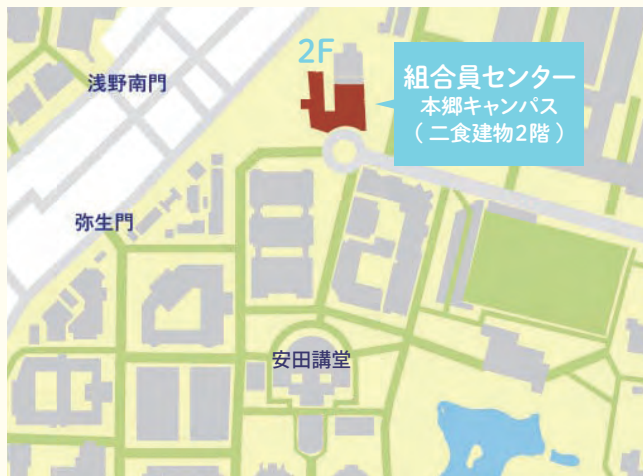 2F
組合員センター
本郷キャンパス
（二食建物2階）
浅野南門
弥生門
安田講堂